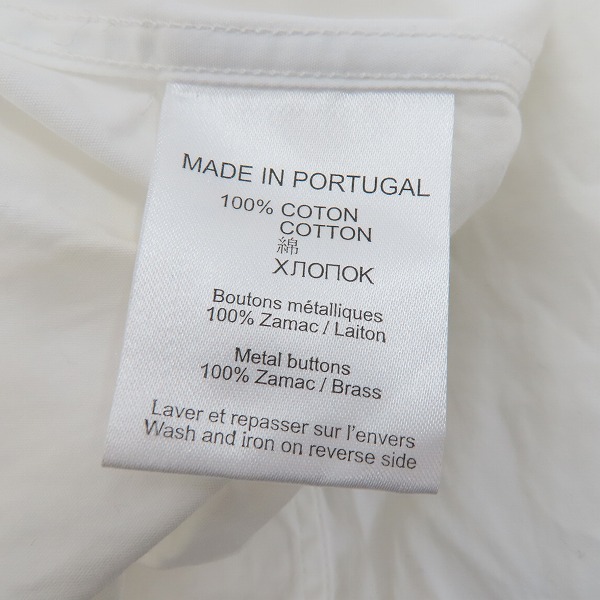 MADE IN PORTUGAL
100% COTON
COTTON
綿
ХЛОПОК
Boutons métalliques
100% Zamac / Laiton
Metal buttons
100% Zamac / Brass
Laver et repasser sur l'envers
Wash and iron on reverse side